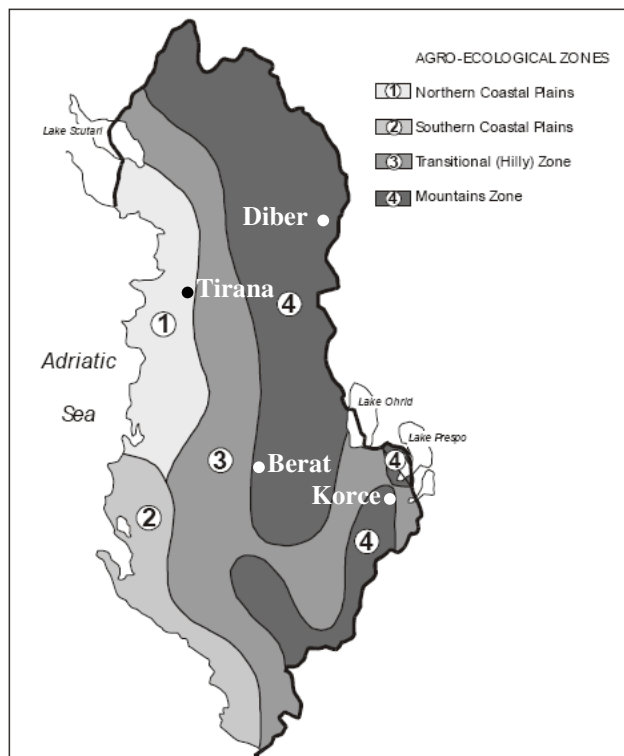 AGRO-ECOLOGICAL ZONES
1 Northern Coastal Plains
2 Southern Coastal Plains
3 Transitional (Hilly) Zone
4 Mountains Zone
Lake Scutari
Diber
Tirana
4
1
Adriatic
Sea
Lake Ohrid
Lake Prespo
3
Berat
4
Korce
2
4